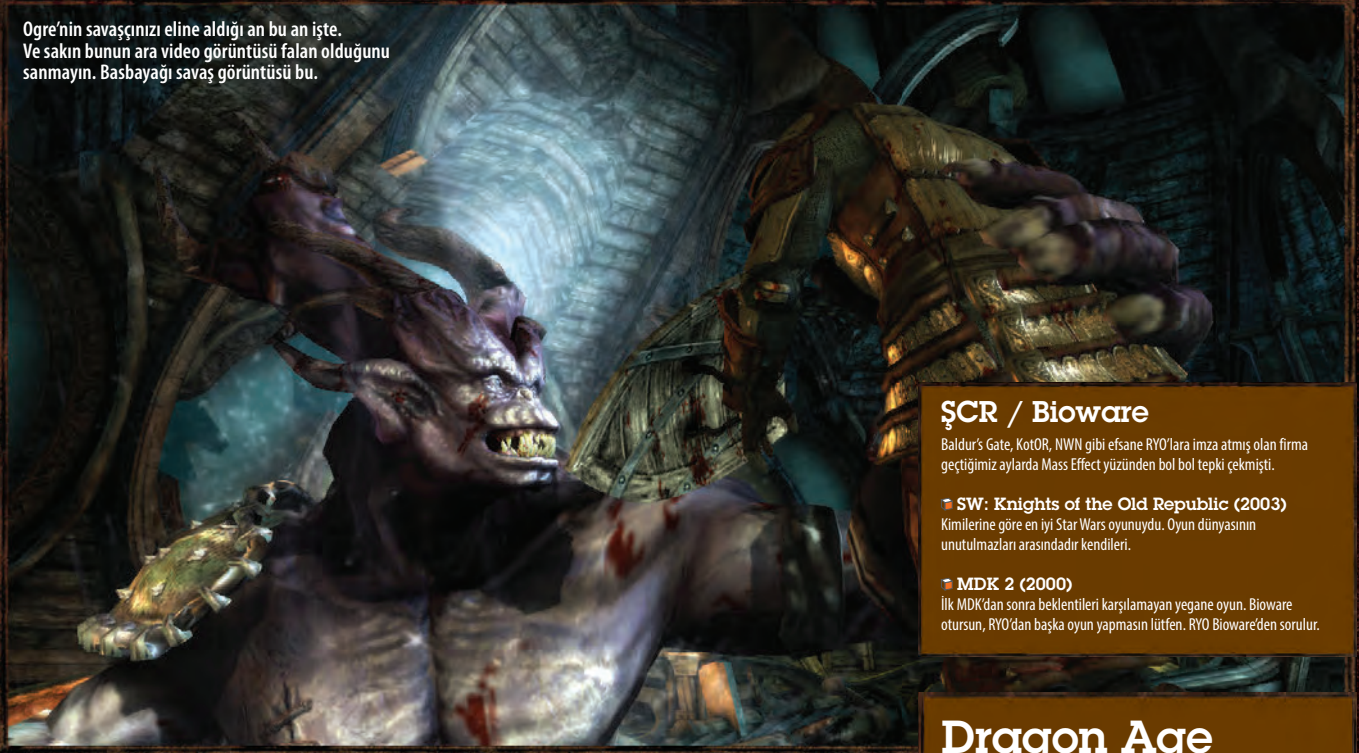 Ogre’nin savaşçınızı eline aldığı an bu an işte.
Ve sakın bunun ara video görüntüsü falan olduğunu
sanmayın. Basbayağı savaş görüntüsü bu.
ŞCR / Bioware
Baldur’s Gate, KotOR, NWN gibi efsane RYO’lara imza atmış olan firma
geçtiğimiz aylarda Mass Effect yüzünden bol bol tepki çekmişti.
SW: Knights of the Old Republic (2003)
Kimilerine göre en iyi Star Wars oyunuydu. Oyun dünyasının
unutulmazları arasındadır kendileri.
MDK 2 (2000)
İlk MDK’dan sonra beklentileri karşılamayan yegane oyun. Bioware
otursun, RYO’dan başka oyun yapmasın lütfen. RYO Bioware’den sorulur.
Dragon Age